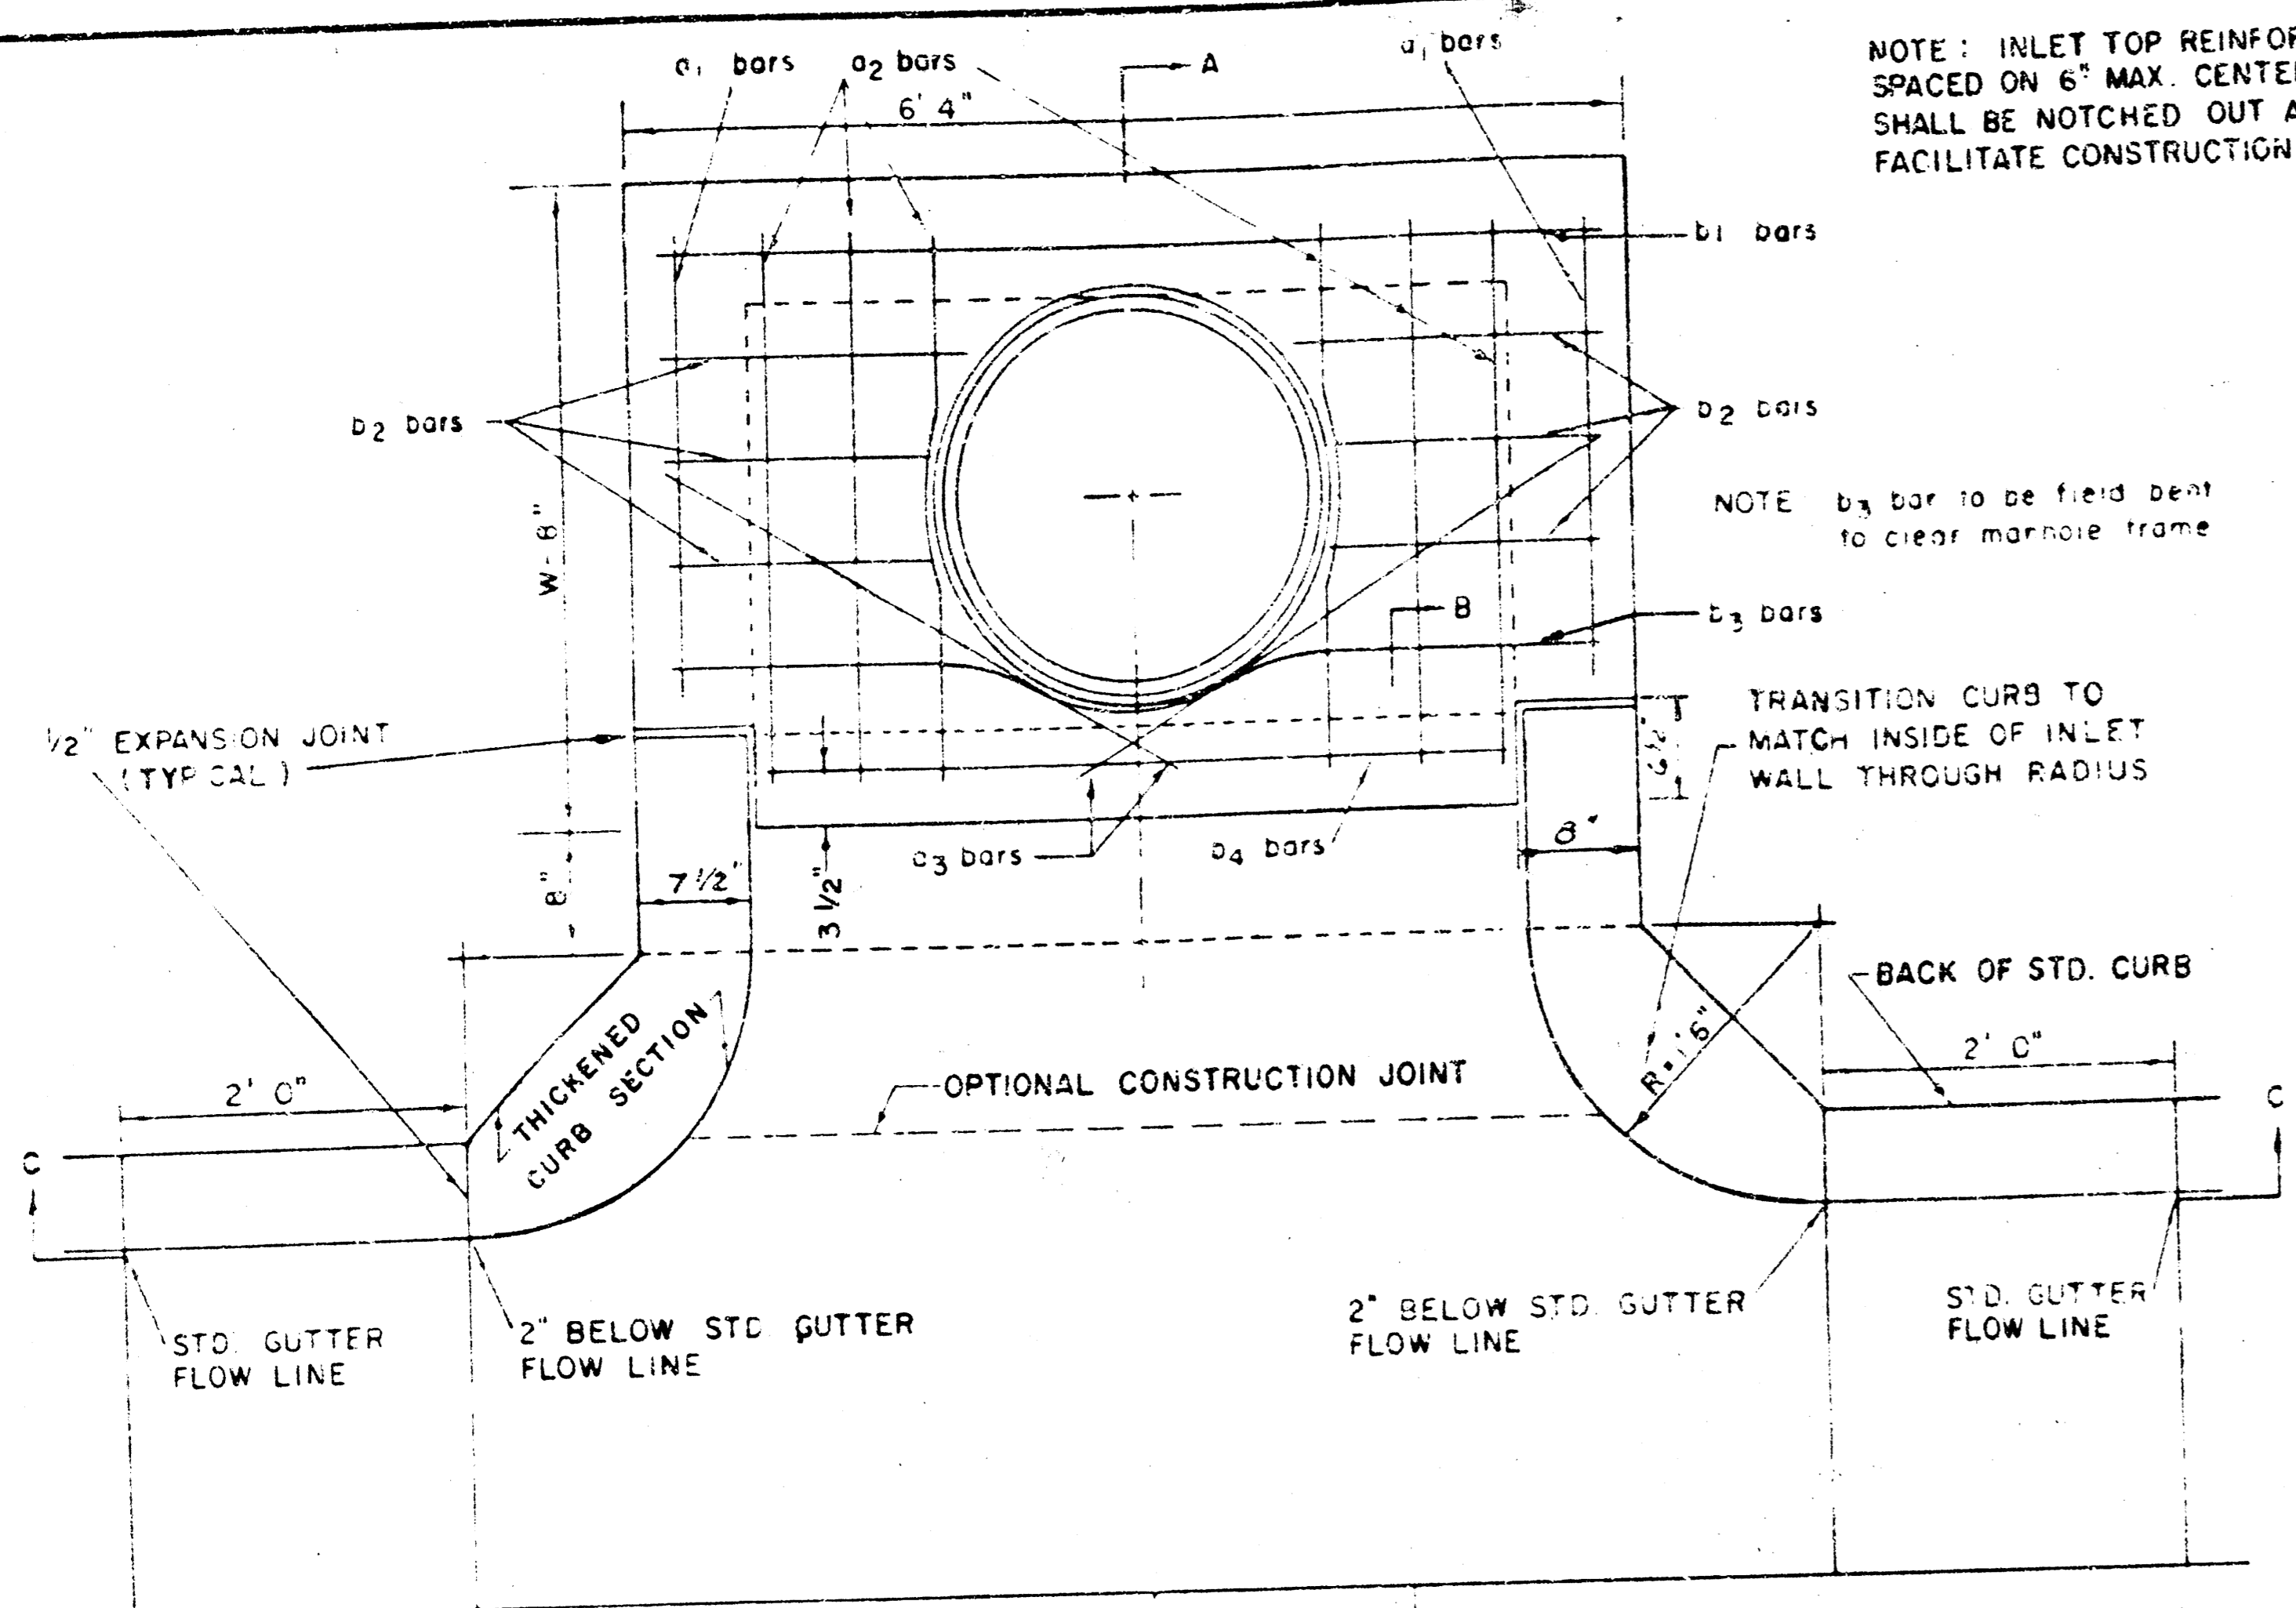 NOTE : INLET TOP REINFOR
SPACED ON 6" MAX. CENTE
SHALL BE NOTCHED OUT A
FACILITATE CONSTRUCTION
a1 bars
a2 bars
A
a1 bars
6' 4"
b1 bars
b2 bars
b2 bars
W-8"
NOTE b3 bar to be field bent
to clear manhole frame
B
b3 bars
1/2" EXPANSION JOINT
(TYPICAL)
TRANSITION CURB TO
MATCH INSIDE OF INLET
WALL THROUGH RADIUS
6 1/2"
a3 bars
b4 bars
8"
7 1/2"
3 1/2"
8"
BACK OF STD. CURB
THICKENED
CURB SECTION
R=1'6"
2' 0"
2' 0"
OPTIONAL CONSTRUCTION JOINT
C
C
STD. GUTTER
FLOW LINE
2" BELOW STD. GUTTER
FLOW LINE
2" BELOW STD. GUTTER
FLOW LINE
STD. GUTTER
FLOW LINE